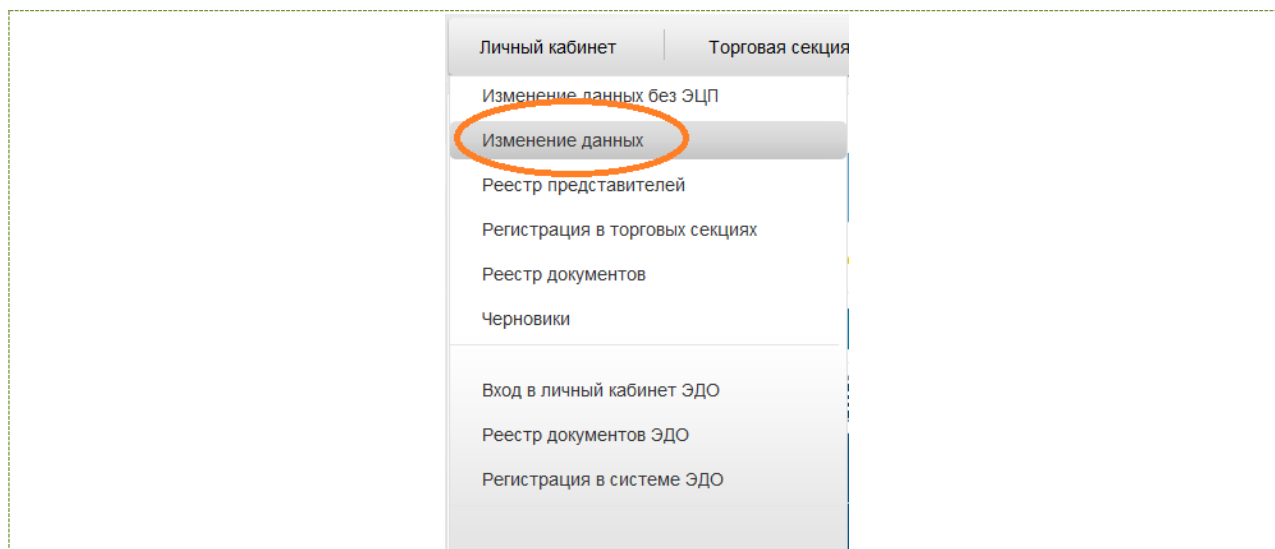 Личный кабинет Торговая секция
Изменение данных без ЭЦП
Изменение данных
Реестр представителей
Регистрация в торговых секциях
Реестр документов
Черновики
Вход в личный кабинет ЭДО
Реестр документов ЭДО
Регистрация в системе ЭДО